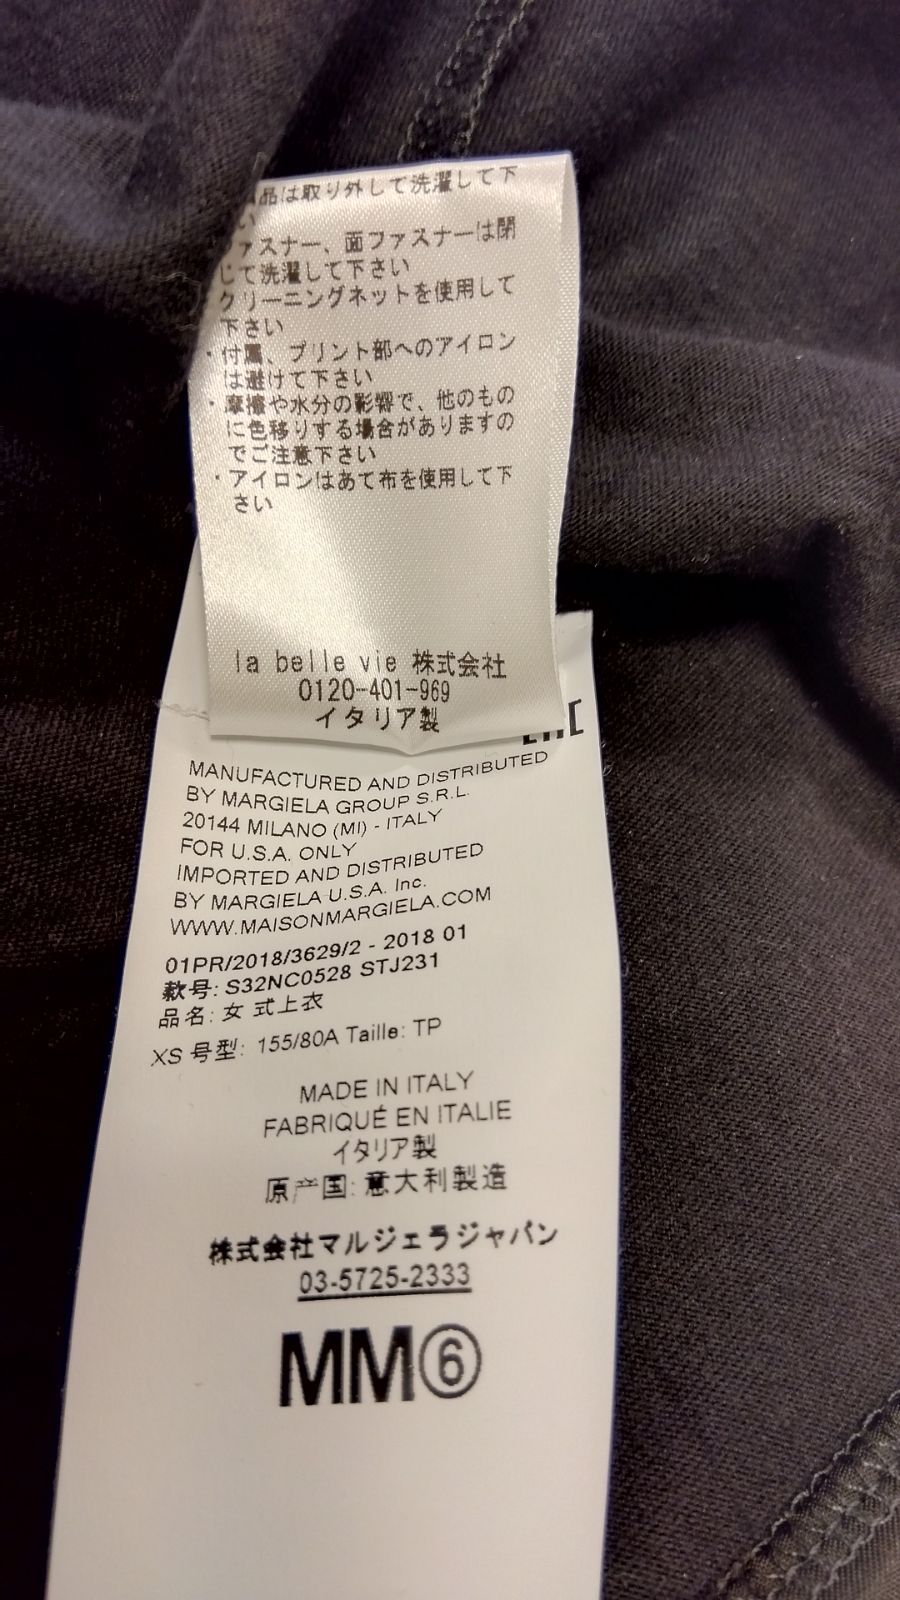 品は取り外して洗濯して下
い
ファスナー、面ファスナーは閉
じて洗濯して下さい
クリーニングネットを使用して
下さい
・付属、プリント部へのアイロン
は避けて下さい
・摩擦や水分の影響で、他のもの
に色移りする場合がありますの
でご注意下さい
・アイロンはあて布を使用して下
さい
la belle vie 株式会社
0120-401-969
イタリア製
MANUFACTURED AND DISTRIBUTED
BY MARGIELA GROUP S.R.L.
20144 MILANO (MI) - ITALY
FOR U.S.A. ONLY
IMPORTED AND DISTRIBUTED
BY MARGIELA U.S.A. Inc.
WWW.MAISONMARGIELA.COM
01PR/2018/3629/2 - 2018 01
款号: S32NC0528 STJ231
品名: 女 式上衣
XS 号型: 155/80A Taille: TP
MADE IN ITALY
FABRIQUÉ EN ITALIE
イタリア製
原产国: 意大利製造
株式会社マルジェラジャパン
03-5725-2333
MM⑥